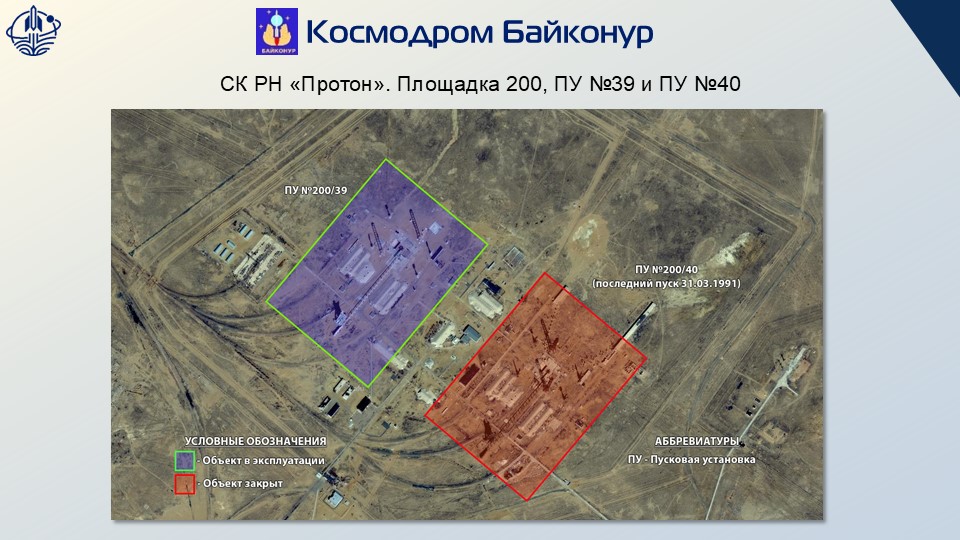 БАЙКОНУР
Космодром Байконур
СК РН «Протон». Площадка 200, ПУ №39 и ПУ №40
ПУ №200/39
ПУ №200/40
(последний пуск 31.03.1991)
УСЛОВНЫЕ ОБОЗНАЧЕНИЯ
- Объект в эксплуатации
- Объект закрыт
АББРЕВИАТУРЫ
ПУ - Пусковая установка